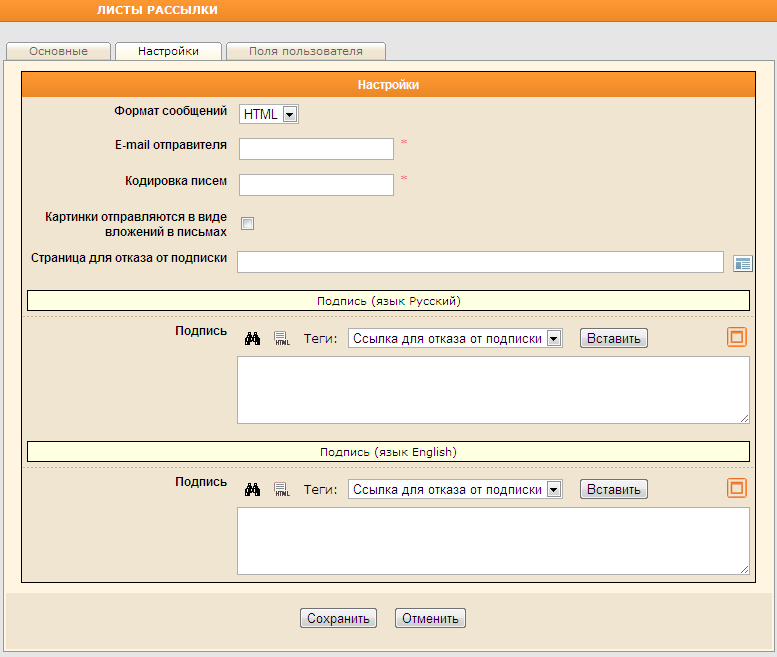 ЛИСТЫ РАССЫЛКИ
Основные Настройки Поля пользователя
Настройки
Формат сообщений HTML
E-mail отправителя *
Кодировка писем *
Картинки отправляются в виде
вложений в письмах
Страница для отказа от подписки
Подпись (язык Русский)
Подпись HTML Теги: Ссылка для отказа от подписки Вставить
Подпись (язык English)
Подпись HTML Теги: Ссылка для отказа от подписки Вставить
Сохранить Отменить